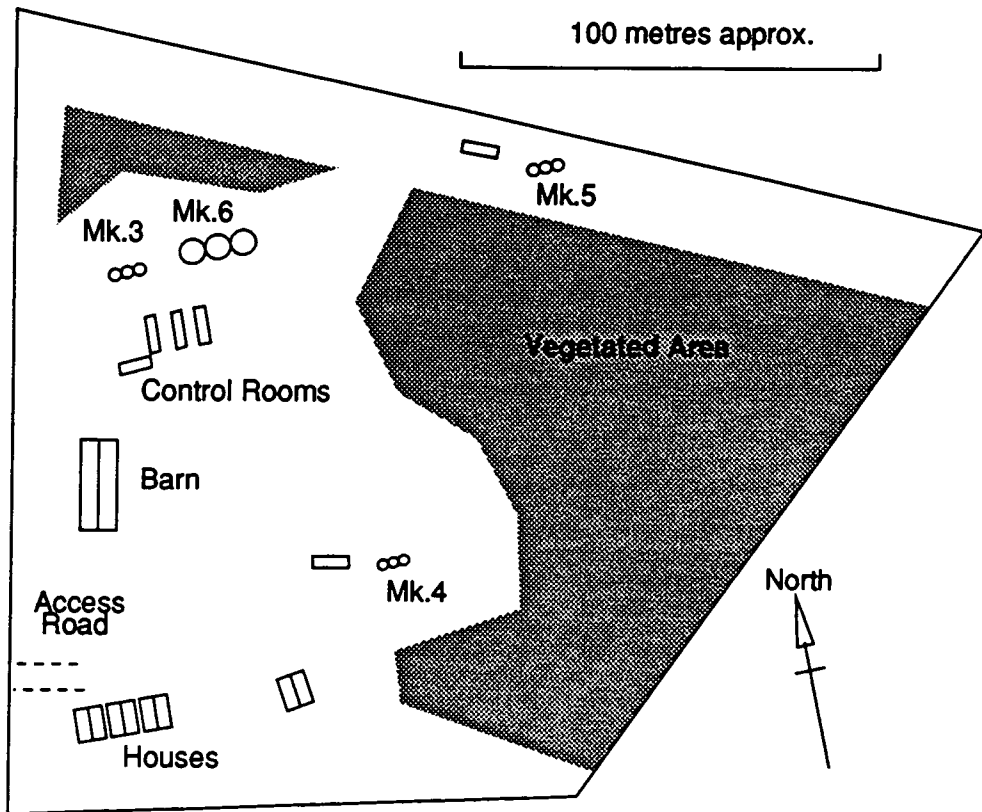 100 metres approx.
Mk.5
Mk.6
Mk.3
Vegetated Area
Control Rooms
Barn
Mk.4
North
Access
Road
Houses